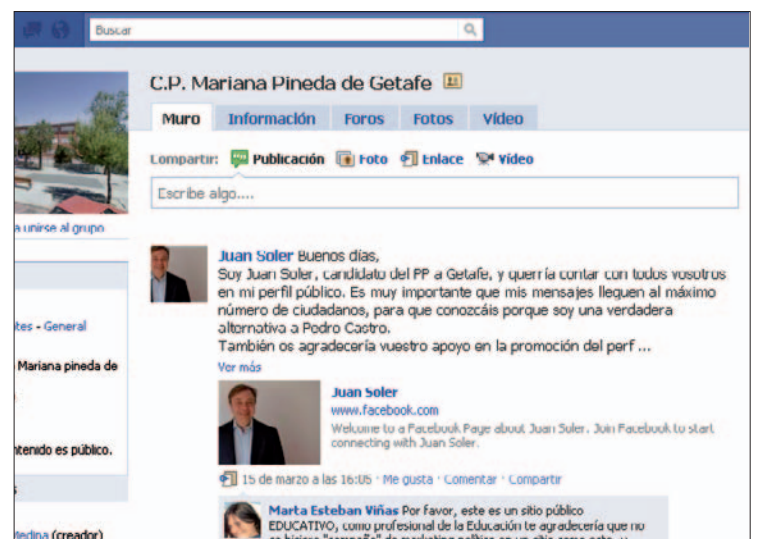 Buscar
C.P. Mariana Pineda de Getafe
Muro Información Foros Fotos Vídeo
Compartir: Publicación Foto Enlace Vídeo
Escribe algo....
a unirse al grupo
Juan Soler Buenos días,
Soy Juan Soler, candidato del PP a Getafe, y querría contar con todos vosotros
en mi perfil público. Es muy importante que mis mensajes lleguen al máximo
número de ciudadanos, para que conozcáis porque soy una verdadera
alternativa a Pedro Castro.
También os agradecería vuestro apoyo en la promoción del perf ...
Ver más
- General
Mariana pineda de
es público.
Juan Soler
www.facebook.com
Welcome to a Facebook Page about Juan Soler. Join Facebook to start
connecting with Juan Soler.
15 de marzo a las 16:05 · Me gusta · Comentar · Compartir
Marta Esteban Viñas Por favor, este es un sitio público
EDUCATIVO, como profesional de la Educación te agradecería que no
(creador)